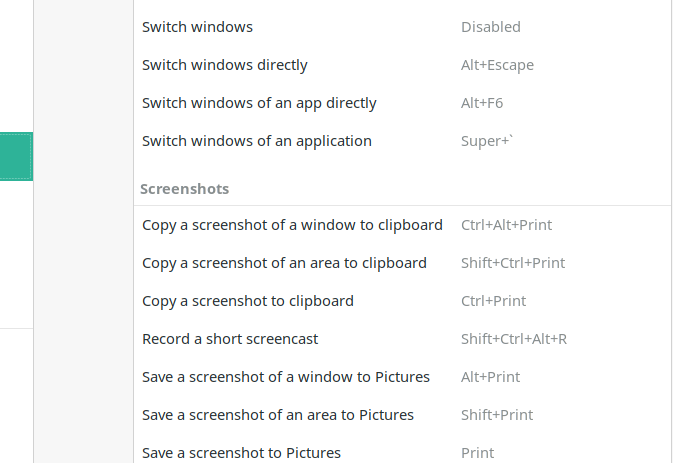 Switch windows Disabled
Switch windows directly Alt+Escape
Switch windows of an app directly Alt+F6
Switch windows of an application Super+`
Screenshots
Copy a screenshot of a window to clipboard Ctrl+Alt+Print
Copy a screenshot of an area to clipboard Shift+Ctrl+Print
Copy a screenshot to clipboard Ctrl+Print
Record a short screencast Shift+Ctrl+Alt+R
Save a screenshot of a window to Pictures Alt+Print
Save a screenshot of an area to Pictures Shift+Print
Save a screenshot to Pictures Print